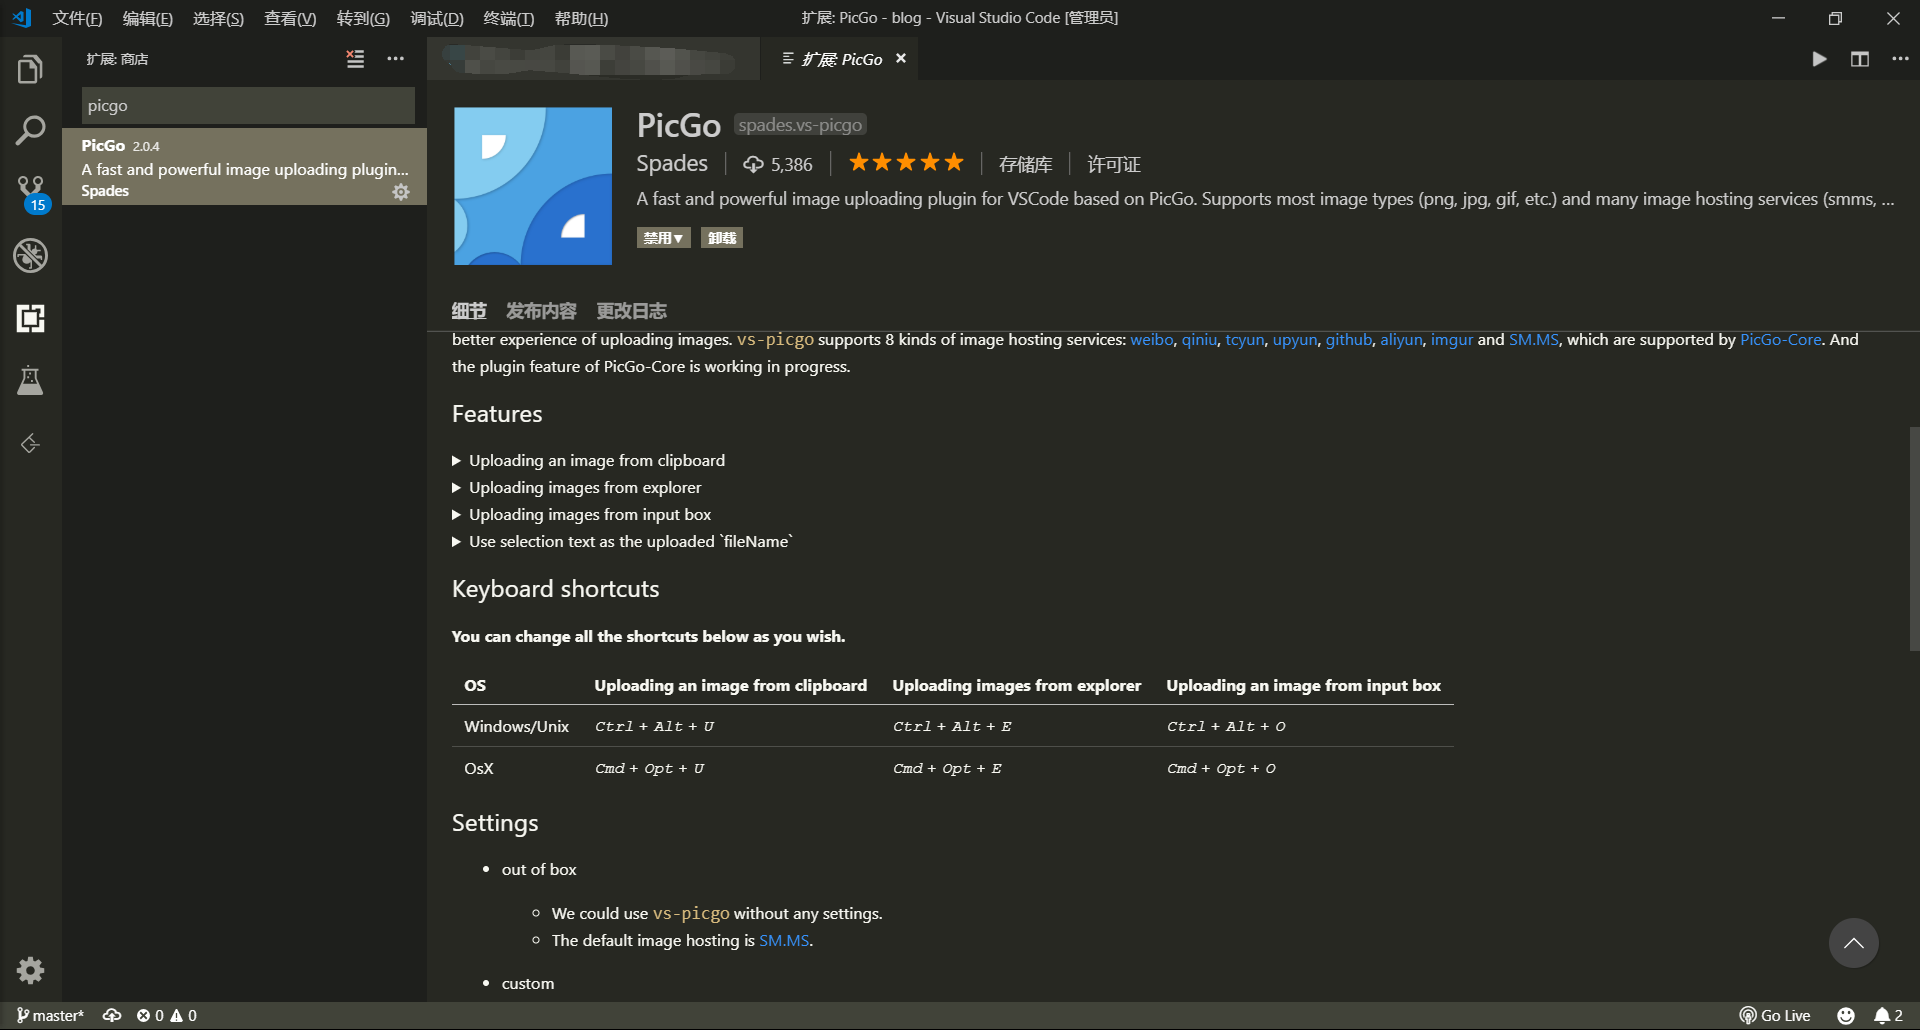 文件(F) 编辑(E) 选择(S) 查看(V) 转到(G) 调试(D) 终端(T) 帮助(H) 扩展: PicGo - blog - Visual Studio Code [管理员]
扩展: 商店
扩展: PicGo
picgo
PicGo 2.0.4
A fast and powerful image uploading plugin...
Spades
15
PicGo spades.vs-picgo
Spades 5,386 存储库 许可证
A fast and powerful image uploading plugin for VSCode based on PicGo. Supports most image types (png, jpg, gif, etc.) and many image hosting services (smms, ...
禁用▼ 卸载
细节 发布内容 更改日志
better experience of uploading images. vs-picgo supports 8 kinds of image hosting services: weibo, qiniu, tcyun, upyun, github, aliyun, imgur and SM.MS, which are supported by PicGo-Core. And
the plugin feature of PicGo-Core is working in progress.
Features
Uploading an image from clipboard
Uploading images from explorer
Uploading images from input box
Use selection text as the uploaded `fileName`
Keyboard shortcuts
You can change all the shortcuts below as you wish.
OS Uploading an image from clipboard Uploading images from explorer Uploading an image from input box
Windows/Unix Ctrl + Alt + U Ctrl + Alt + E Ctrl + Alt + O
OsX Cmd + Opt + U Cmd + Opt + E Cmd + Opt + O
Settings
out of box
We could use vs-picgo without any settings.
The default image hosting is SM.MS.
custom
master* 0 0 Go Live 2